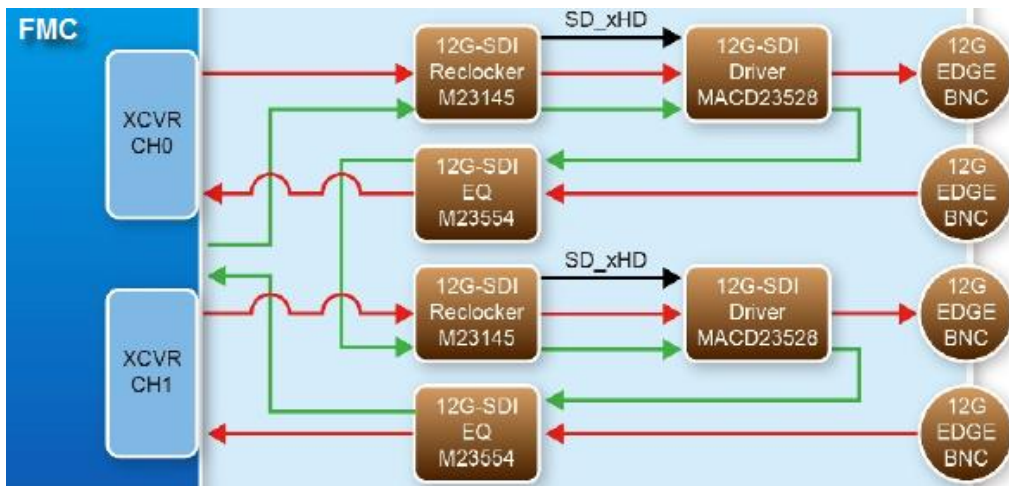 FMC
XCVR
CH0
12G-SDI
Reclocker
M23145
SD_xHD
12G-SDI
Driver
MACD23528
12G
EDGE
BNC
12G-SDI
EQ
M23554
12G
EDGE
BNC
XCVR
CH1
12G-SDI
Reclocker
M23145
SD_xHD
12G-SDI
Driver
MACD23528
12G
EDGE
BNC
12G-SDI
EQ
M23554
12G
EDGE
BNC